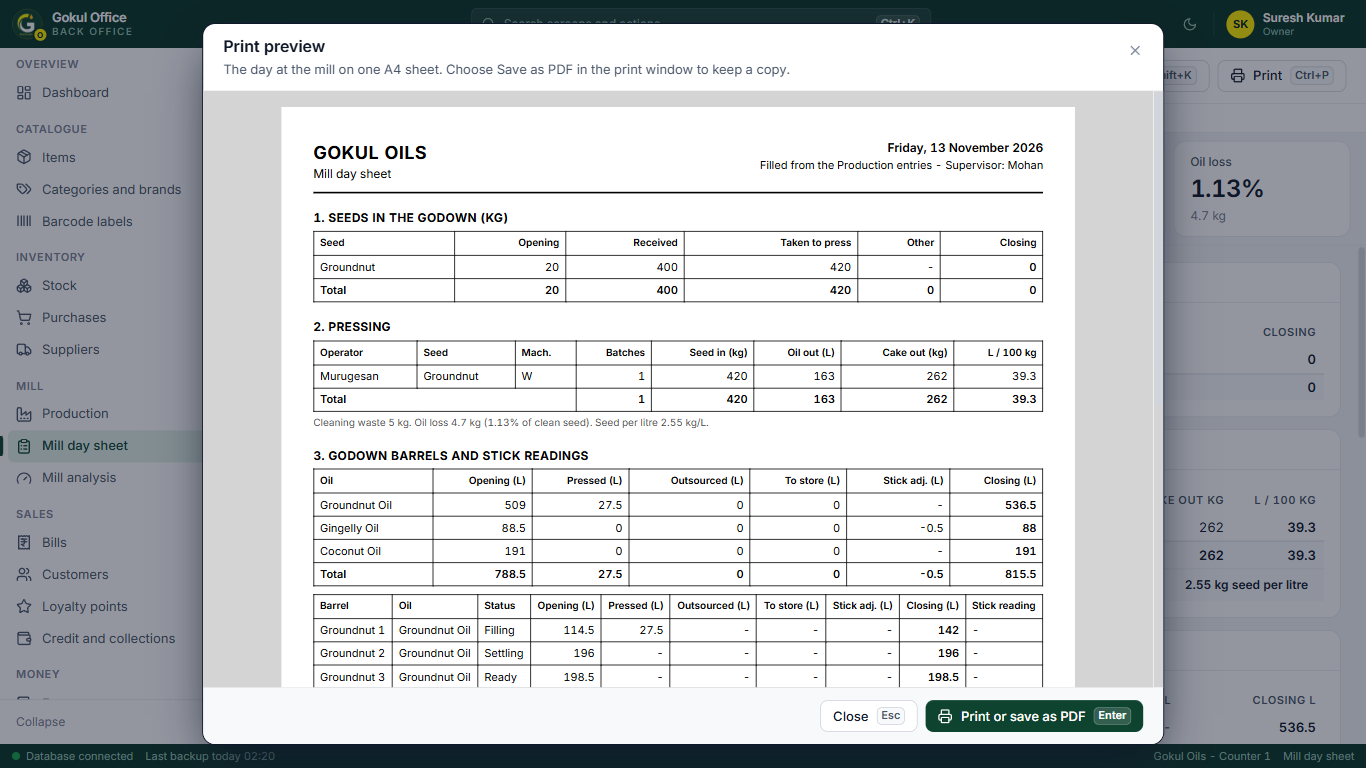 Gokul Office
BACK OFFICE
Search screens and actions
Ctrl+K
SK
Suresh Kumar
Owner
OVERVIEW
Dashboard
CATALOGUE
Items
Categories and brands
Barcode labels
INVENTORY
Stock
Purchases
Suppliers
MILL
Production
Mill day sheet
Mill analysis
SALES
Bills
Customers
Loyalty points
Credit and collections
MONEY
Collapse
Print preview
The day at the mill on one A4 sheet. Choose Save as PDF in the print window to keep a copy.
GOKUL OILS
Mill day sheet
Friday, 13 November 2026
Filled from the Production entries - Supervisor: Mohan
1. SEEDS IN THE GODOWN (KG)
Seed Opening Received Taken to press Other Closing
Groundnut 20 400 420 - 0
Total 20 400 420 0 0
2. PRESSING
Operator Seed Mach. Batches Seed in (kg) Oil out (L) Cake out (kg) L / 100 kg
Murugesan Groundnut W 1 420 163 262 39.3
Total 1 420 163 262 39.3
Cleaning waste 5 kg. Oil loss 4.7 kg (1.13% of clean seed). Seed per litre 2.55 kg/L.
3. GODOWN BARRELS AND STICK READINGS
Oil Opening (L) Pressed (L) Outsourced (L) To store (L) Stick adj. (L) Closing (L)
Groundnut Oil 509 27.5 0 0 - 536.5
Gingelly Oil 88.5 0 0 0 -0.5 88
Coconut Oil 191 0 0 0 - 191
Total 788.5 27.5 0 0 -0.5 815.5
Barrel Oil Status Opening (L) Pressed (L) Outsourced (L) To store (L) Stick adj. (L) Closing (L) Stick reading
Groundnut 1 Groundnut Oil Filling 114.5 27.5 - - - 142 -
Groundnut 2 Groundnut Oil Settling 196 - - - - 196 -
Groundnut 3 Groundnut Oil Ready 198.5 - - - - 198.5 -
Close Esc
Print or save as PDF Enter
ift+K
Print Ctrl+P
Oil loss
1.13%
4.7 kg
CLOSING
0
0
KE OUT KG L / 100 KG
262 39.3
262 39.3
2.55 kg seed per litre
L CLOSING L
- 536.5
Database connected
Last backup today 02:20
Gokul Oils - Counter 1
Mill day sheet